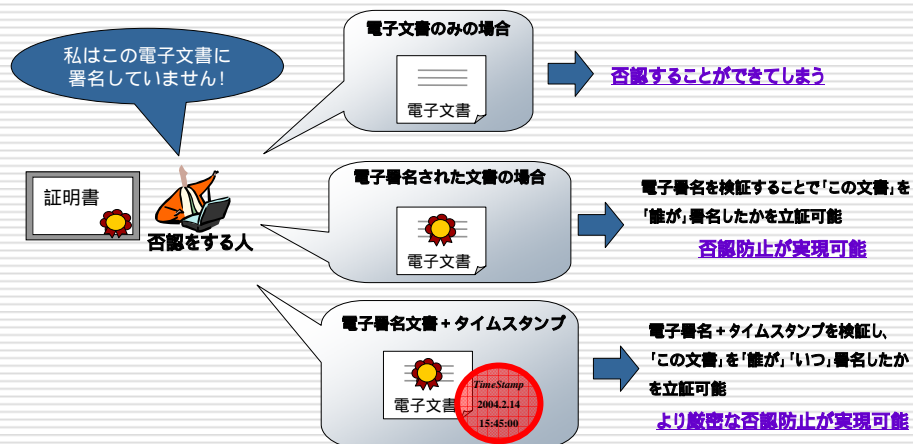 私はこの電子文書に
署名していません!
証明書
否認をする人
電子文書のみの場合
電子文書
否認することができてしまう
電子署名された文書の場合
電子文書
電子署名を検証することで「この文書」を
「誰が」署名したかを立証可能
否認防止が実現可能
電子署名文書+タイムスタンプ
電子文書
TimeStamp
2004.2.14
15:45:00
電子署名+タイムスタンプを検証し、
「この文書」を「誰が」「いつ」署名したか
を立証可能
より厳密な否認防止が実現可能